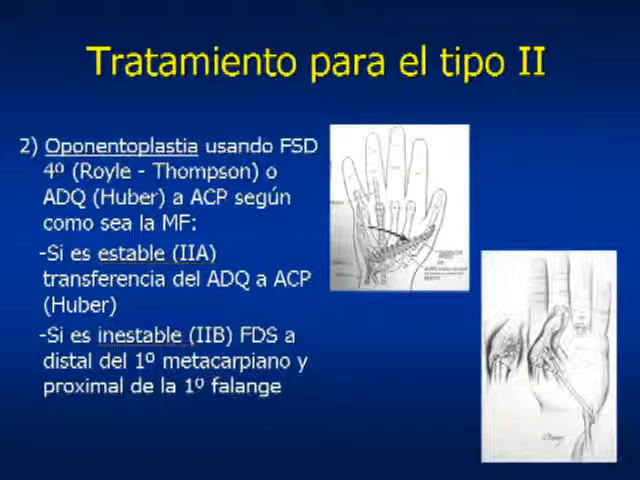 Tratamiento para el tipo II
2) Oponentoplastia usando FSD
4º (Royle - Thompson) o
ADQ (Huber) a ACP según
como sea la MF:
-Si es estable (IIA)
transferencia del ADQ a ACP
(Huber)
-Si es inestable (IIB) FDS a
distal del 1º metacarpiano y
proximal de la 1º falange